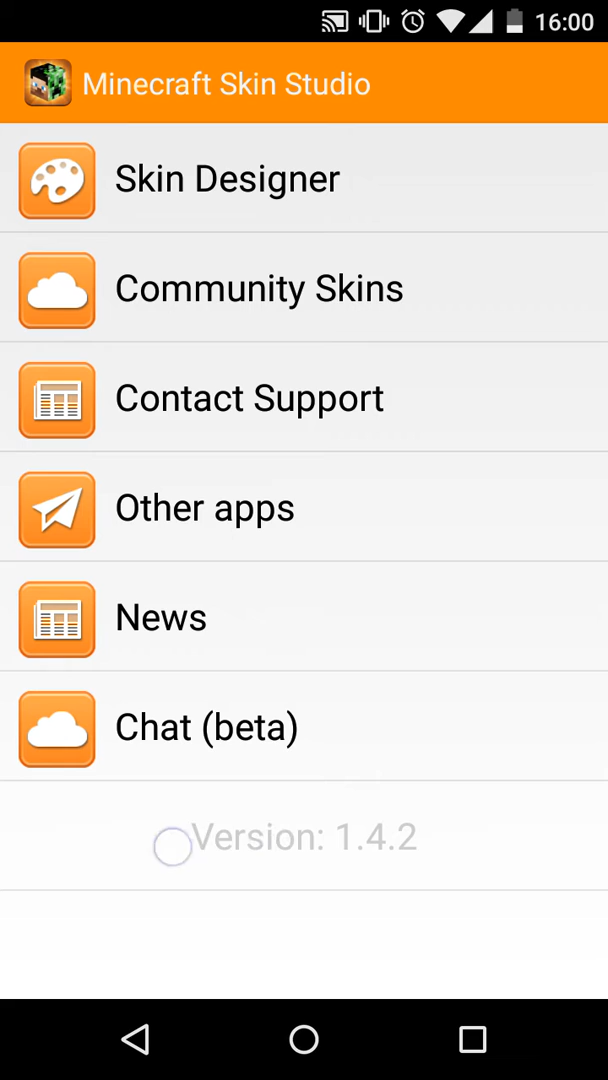 16:00
Minecraft Skin Studio
Skin Designer
Community Skins
Contact Support
Other apps
News
Chat (beta)
Version: 1.4.2